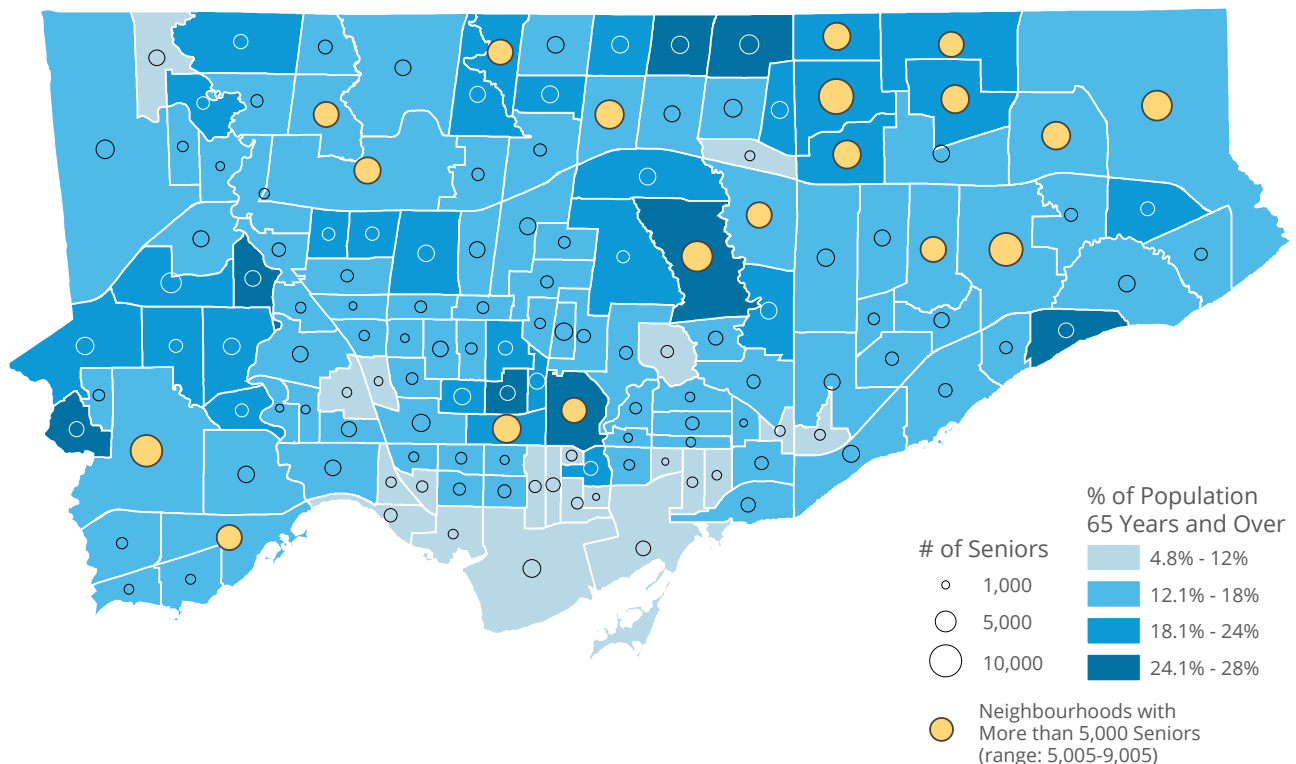 # of Seniors
1,000
5,000
10,000
Neighbourhoods with
More than 5,000 Seniors
(range: 5,005-9,005)
% of Population
65 Years and Over
4.8% - 12%
12.1% - 18%
18.1% - 24%
24.1% - 28%